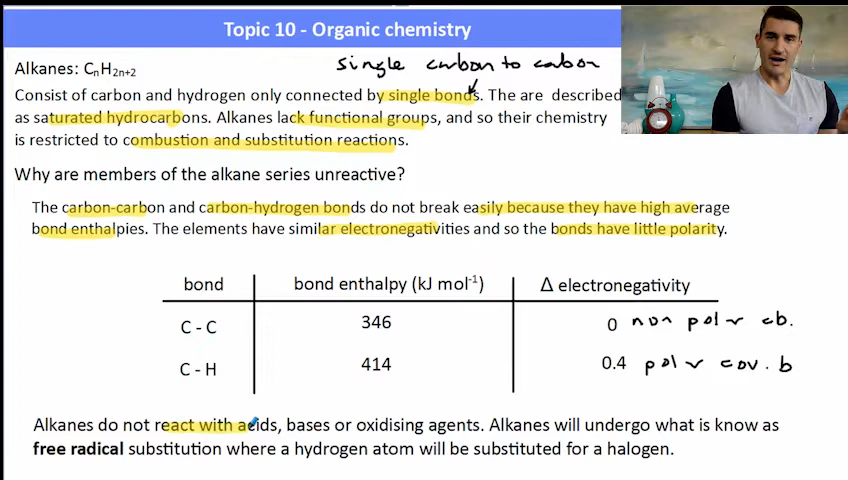 Topic 10 - Organic chemistry
single carbon to carbon
Alkanes: CₙH₂ₙ₊₂
Consist of carbon and hydrogen only connected by single bonds. The are described
as saturated hydrocarbons. Alkanes lack functional groups, and so their chemistry
is restricted to combustion and substitution reactions.
Why are members of the alkane series unreactive?
The carbon-carbon and carbon-hydrogen bonds do not break easily because they have high average
bond enthalpies. The elements have similar electronegativities and so the bonds have little polarity.
bond bond enthalpy (kJ mol⁻¹) Δ electronegativity
C - C 346 0 non polar cb.
C - H 414 0.4 polar cov. b
Alkanes do not react with acids, bases or oxidising agents. Alkanes will undergo what is know as
free radical substitution where a hydrogen atom will be substituted for a halogen.